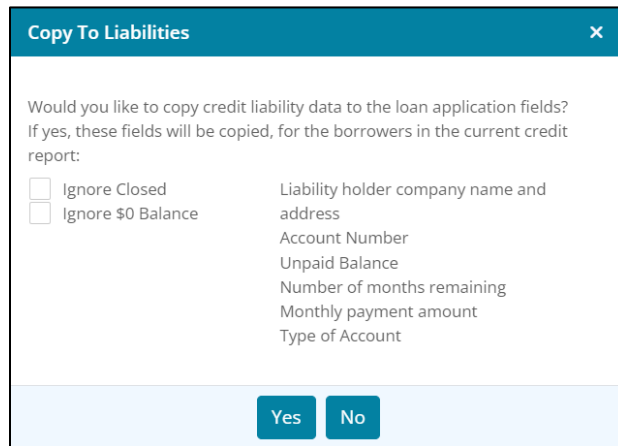 Copy To Liabilities ×
Would you like to copy credit liability data to the loan application fields?
If yes, these fields will be copied, for the borrowers in the current credit
report:
Ignore Closed
Ignore $0 Balance
Liability holder company name and
address
Account Number
Unpaid Balance
Number of months remaining
Monthly payment amount
Type of Account
Yes No